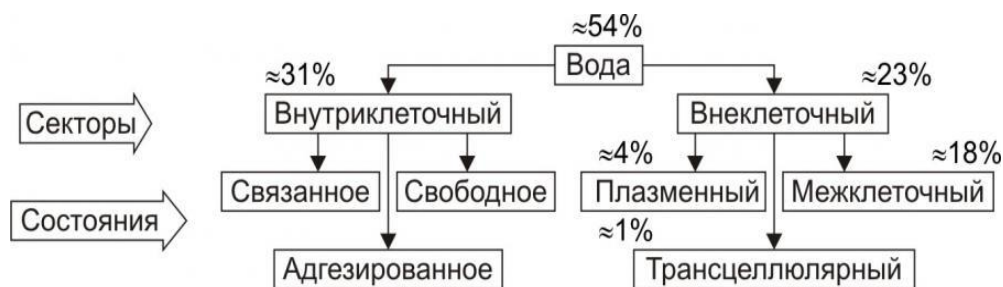 ≈54%
Вода
≈31%
≈23%
Секторы
Внутриклеточный
Внеклеточный
≈4%
≈18%
Связанное
Свободное
Плазменный
Межклеточный
Состояния
≈1%
Адгезированное
Трансцеллюлярный